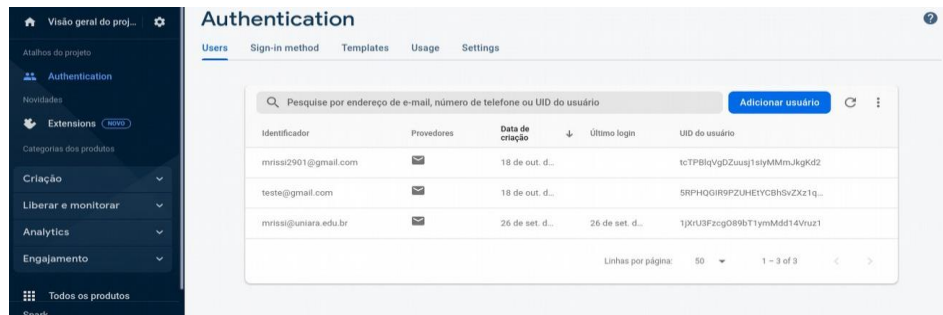 Visão geral do proj...
Atalhos do projeto
Authentication
Novidades
Extensions NOVO
Categorias dos produtos
Criação
Liberar e monitorar
Analytics
Engajamento
Todos os produtos
Spark
Authentication
Users Sign-in method Templates Usage Settings
Pesquise por endereço de e-mail, número de telefone ou UID do usuário Adicionar usuário
Identificador Provedores Data de criação Último login UID do usuário
mrissi2901@gmail.com 18 de out. d... tcTPBlqVgDZuusj1slyMMmJkgKd2
teste@gmail.com 18 de out. d... 5RPHQGIR9PZUHEtYCBhSvZXz1q...
mrissi@uniara.edu.br 26 de set. d... 26 de set. d... 1jXrU3FzcgO89bT1ymMdd14Vruz1
Linhas por página: 50 1 – 3 of 3